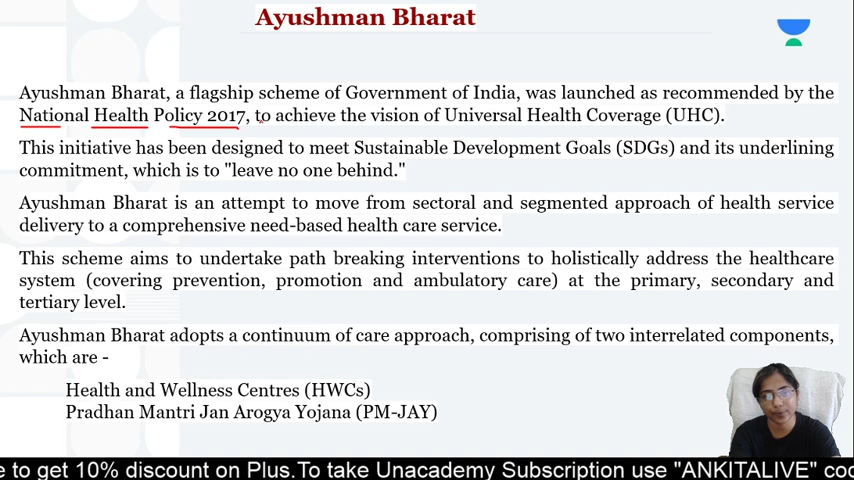 Ayushman Bharat
Ayushman Bharat, a flagship scheme of Government of India, was launched as recommended by the
National Health Policy 2017, to achieve the vision of Universal Health Coverage (UHC).
This initiative has been designed to meet Sustainable Development Goals (SDGs) and its underlining
commitment, which is to "leave no one behind."
Ayushman Bharat is an attempt to move from sectoral and segmented approach of health service
delivery to a comprehensive need-based health care service.
This scheme aims to undertake path breaking interventions to holistically address the healthcare
system (covering prevention, promotion and ambulatory care) at the primary, secondary and
tertiary level.
Ayushman Bharat adopts a continuum of care approach, comprising of two interrelated components,
which are -
Health and Wellness Centres (HWCs)
Pradhan Mantri Jan Arogya Yojana (PM-JAY)
e to get 10% discount on Plus.To take Unacademy Subscription use "ANKITALIVE" coc